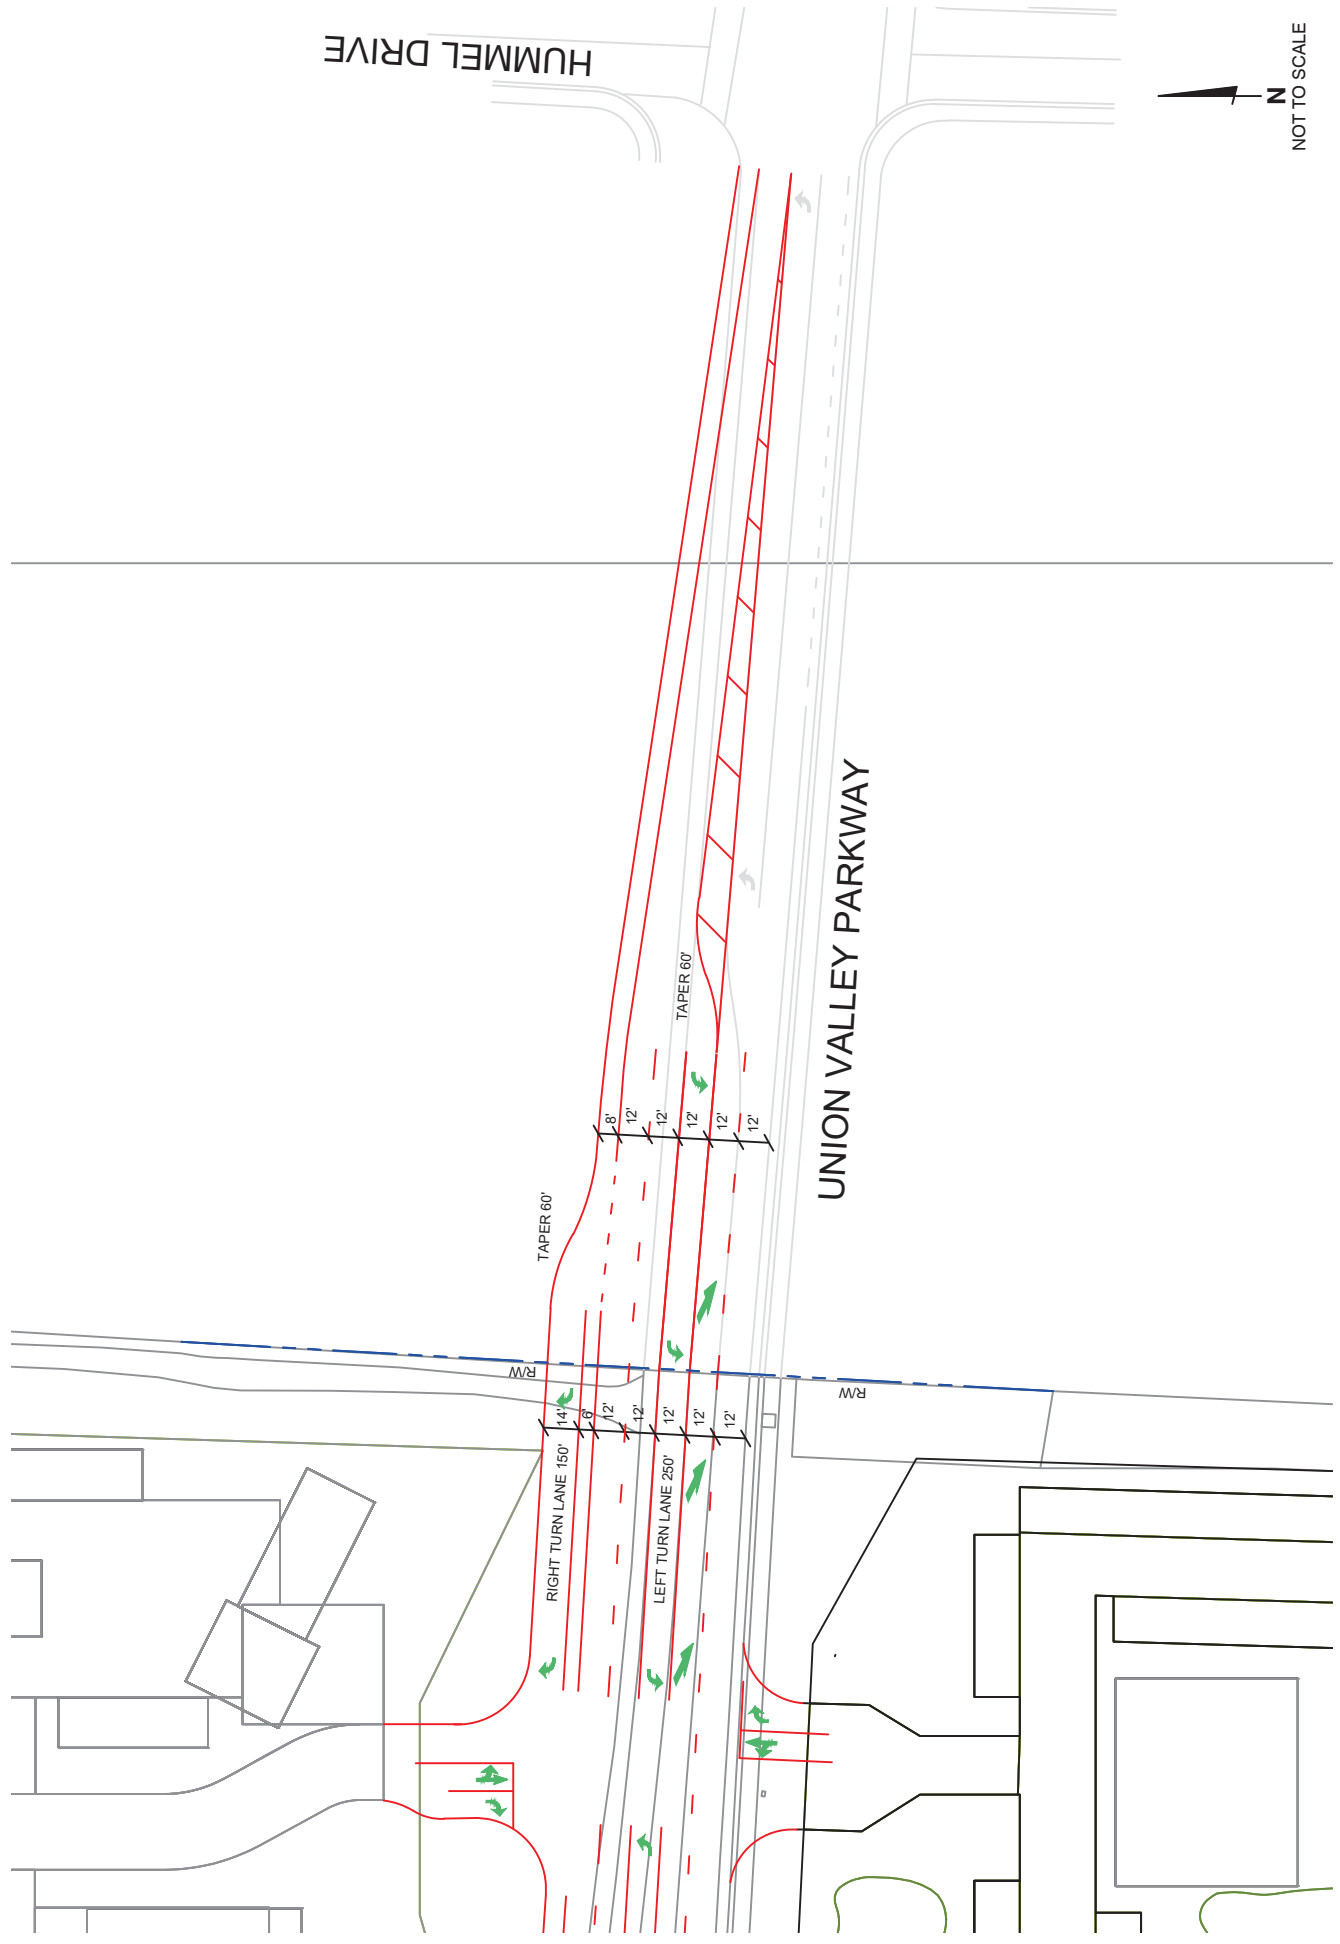 HUMMEL DRIVE
N
NOT TO SCALE
TAPER 60'
UNION VALLEY PARKWAY
8'
12'
12'
12'
12'
12'
TAPER 60'
R/W
R/W
14'
6'
12'
12'
12'
12'
12'
RIGHT TURN LANE 150'
LEFT TURN LANE 250'